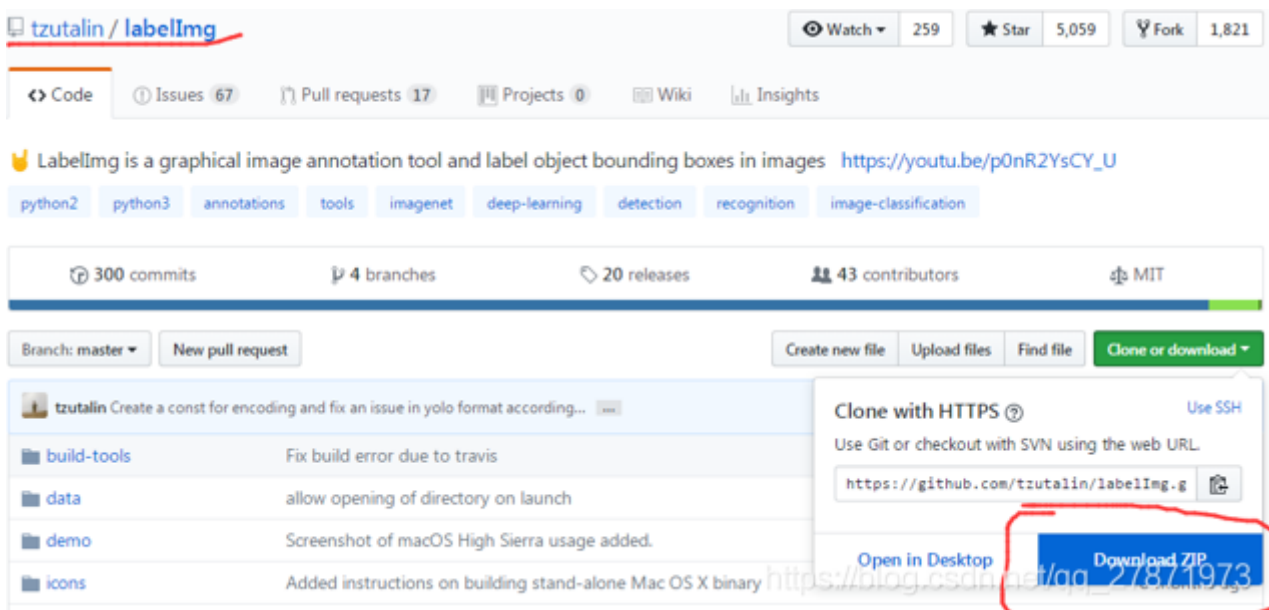 tzutalin / labelImg
Watch 259 Star 5,059 Fork 1,821
Code Issues 67 Pull requests 17 Projects 0 Wiki Insights
LabelImg is a graphical image annotation tool and label object bounding boxes in images https://youtu.be/p0nR2YsCY_U
python2 python3 annotations tools imagenet deep-learning detection recognition image-classification
300 commits 4 branches 20 releases 43 contributors MIT
Branch: master New pull request Create new file Upload files Find file Clone or download
tzutalin Create a const for encoding and fix an issue in yolo format according... ...
build-tools Fix build error due to travis
data allow opening of directory on launch
demo Screenshot of macOS High Sierra usage added.
icons Added instructions on building stand-alone Mac OS X binary
Clone with HTTPS Use SSH
Use Git or checkout with SVN using the web URL.
https://github.com/tzutalin/labelImg.g
Open in Desktop Download ZIP
https://blog.csdn.net/qq_27871973